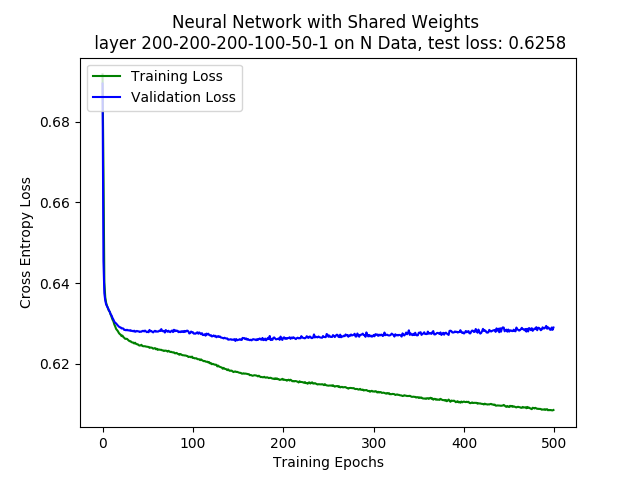 Neural Network with Shared Weights
layer 200-200-200-100-50-1 on N Data, test loss: 0.6258
Training Loss
Validation Loss
0.68
0.66
0.64
0.62
Cross Entropy Loss
0 100 200 300 400 500
Training Epochs